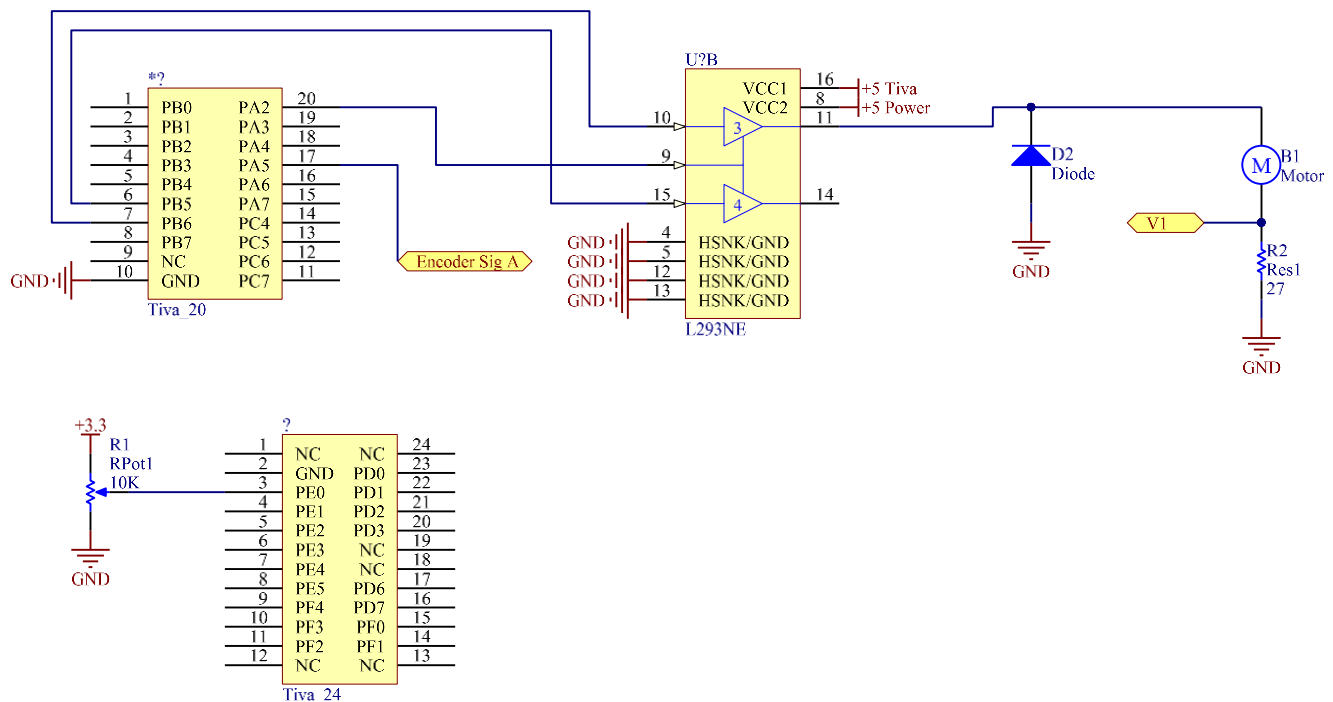 *?
1 PB0 PA2 20
2 PB1 PA3 19
3 PB2 PA4 18
4 PB3 PA5 17
5 PB4 PA6 16
6 PB5 PA7 15
7 PB6 PC4 14
8 PB7 PC5 13
9 NC PC6 12
10 GND PC7 11
GND
Tiva_20
Encoder Sig A
U?B
VCC1 16 +5 Tiva
VCC2 8 +5 Power
10 3 11
9
15 4 14
GND 4 HSNK/GND
GND 5 HSNK/GND
GND 12 HSNK/GND
GND 13 HSNK/GND
L293NE
D2
Diode
GND
M
B1
Motor
V1
R2
Res1
27
GND
+3.3
R1
RPot1
10K
GND
?
1 NC NC 24
2 GND PD0 23
3 PE0 PD1 22
4 PE1 PD2 21
5 PE2 PD3 20
6 PE3 NC 19
7 PE4 NC 18
8 PE5 PD6 17
9 PF4 PD7 16
10 PF3 PF0 15
11 PF2 PF1 14
12 NC NC 13
Tiva_24